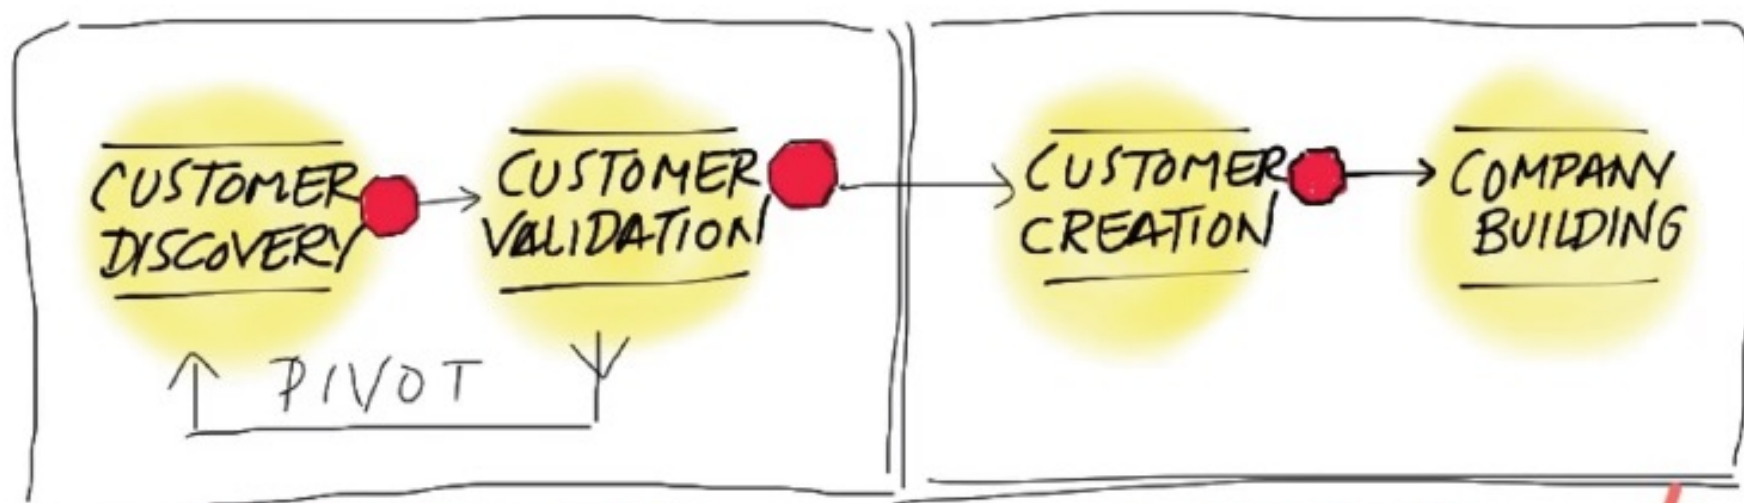 CUSTOMER
DISCOVERY
CUSTOMER
VALIDATION
CUSTOMER
CREATION
COMPANY
BUILDING
PIVOT